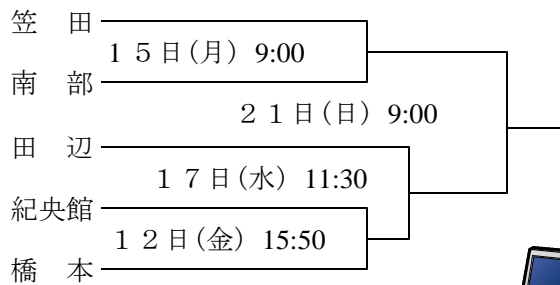 笠　田
１５日(月) 9:00
南　部
２１日(日) 9:00
田　辺
１７日(水) 11:30
紀央館
１２日(金) 15:50
橋　本